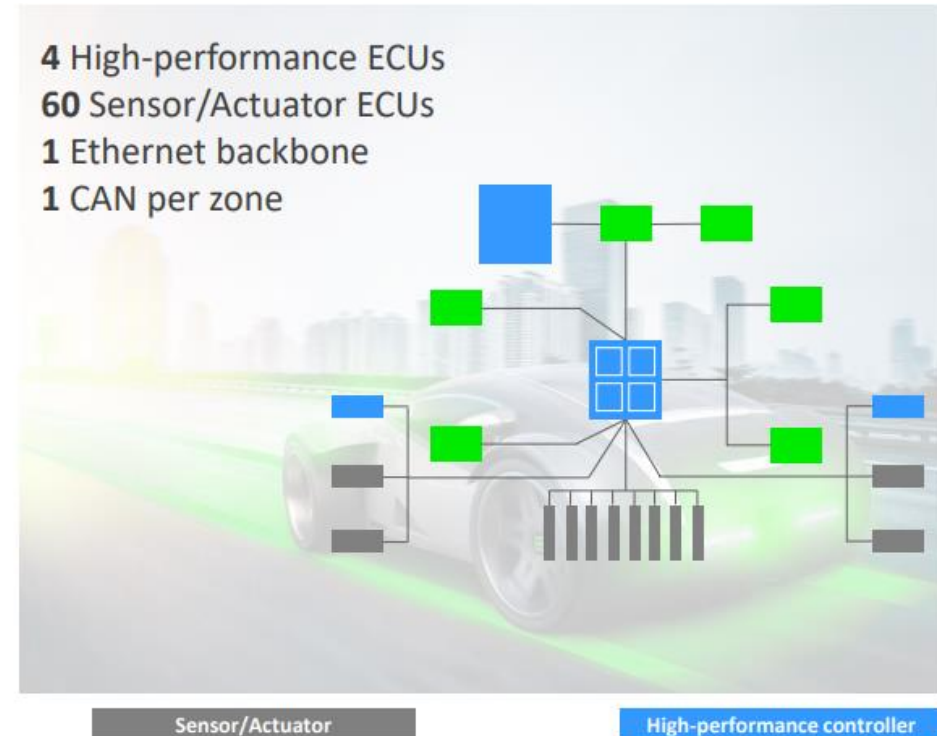 4 High-performance ECUs
60 Sensor/Actuator ECUs
1 Ethernet backbone
1 CAN per zone
Sensor/Actuator
High-performance controller